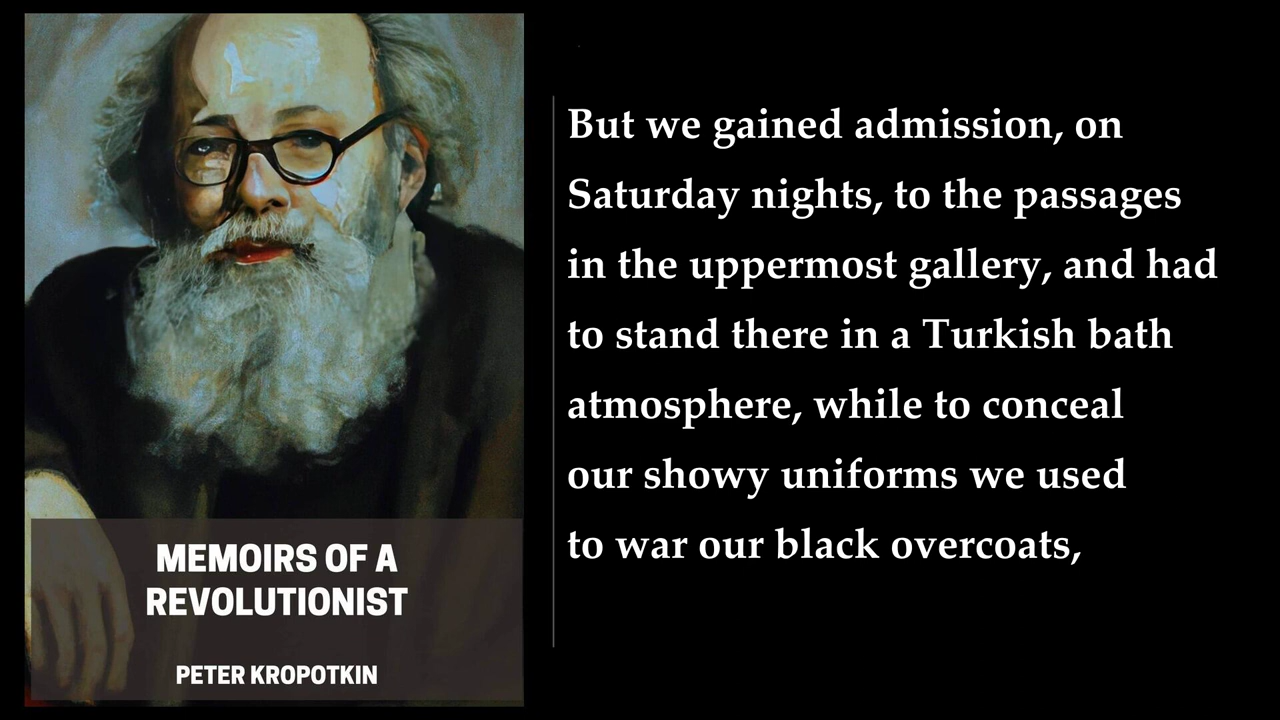 MEMOIRS OF A
REVOLUTIONIST
PETER KROPOTKIN
But we gained admission, on
Saturday nights, to the passages
in the uppermost gallery, and had
to stand there in a Turkish bath
atmosphere, while to conceal
our showy uniforms we used
to war our black overcoats,